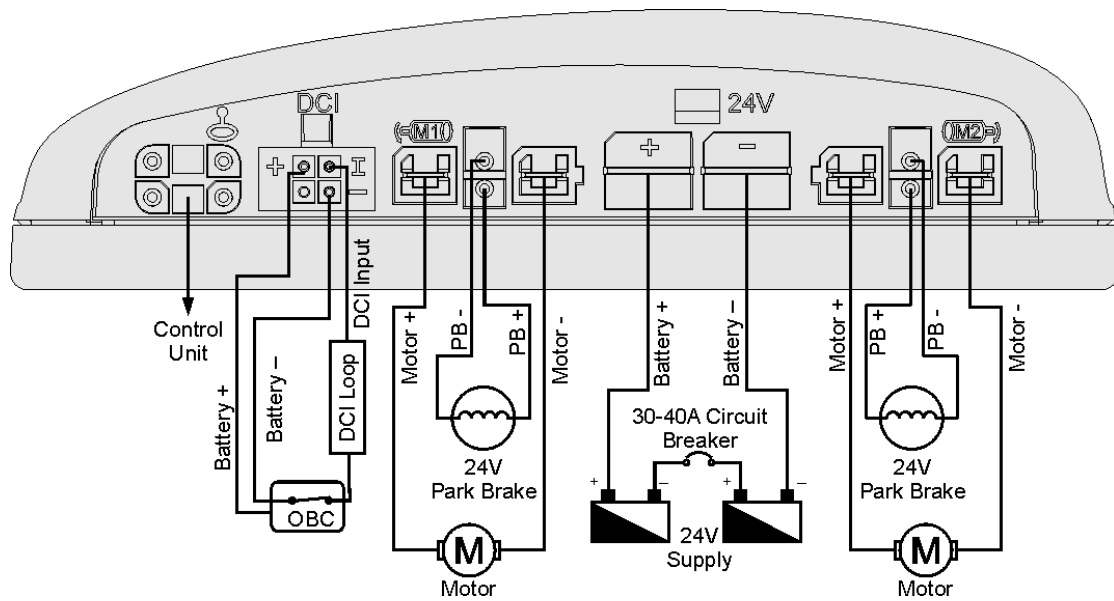 DCI
24V
M1
M2
+
I
−
+
−
Control
Unit
Battery +
Battery –
DCI Input
DCI Loop
OBC
Motor +
PB -
PB +
Motor -
24V
Park Brake
M
Motor
Battery +
Battery –
30-40A Circuit
Breaker
+
–
+
–
24V
Supply
Motor +
PB +
PB -
Motor -
24V
Park Brake
M
Motor